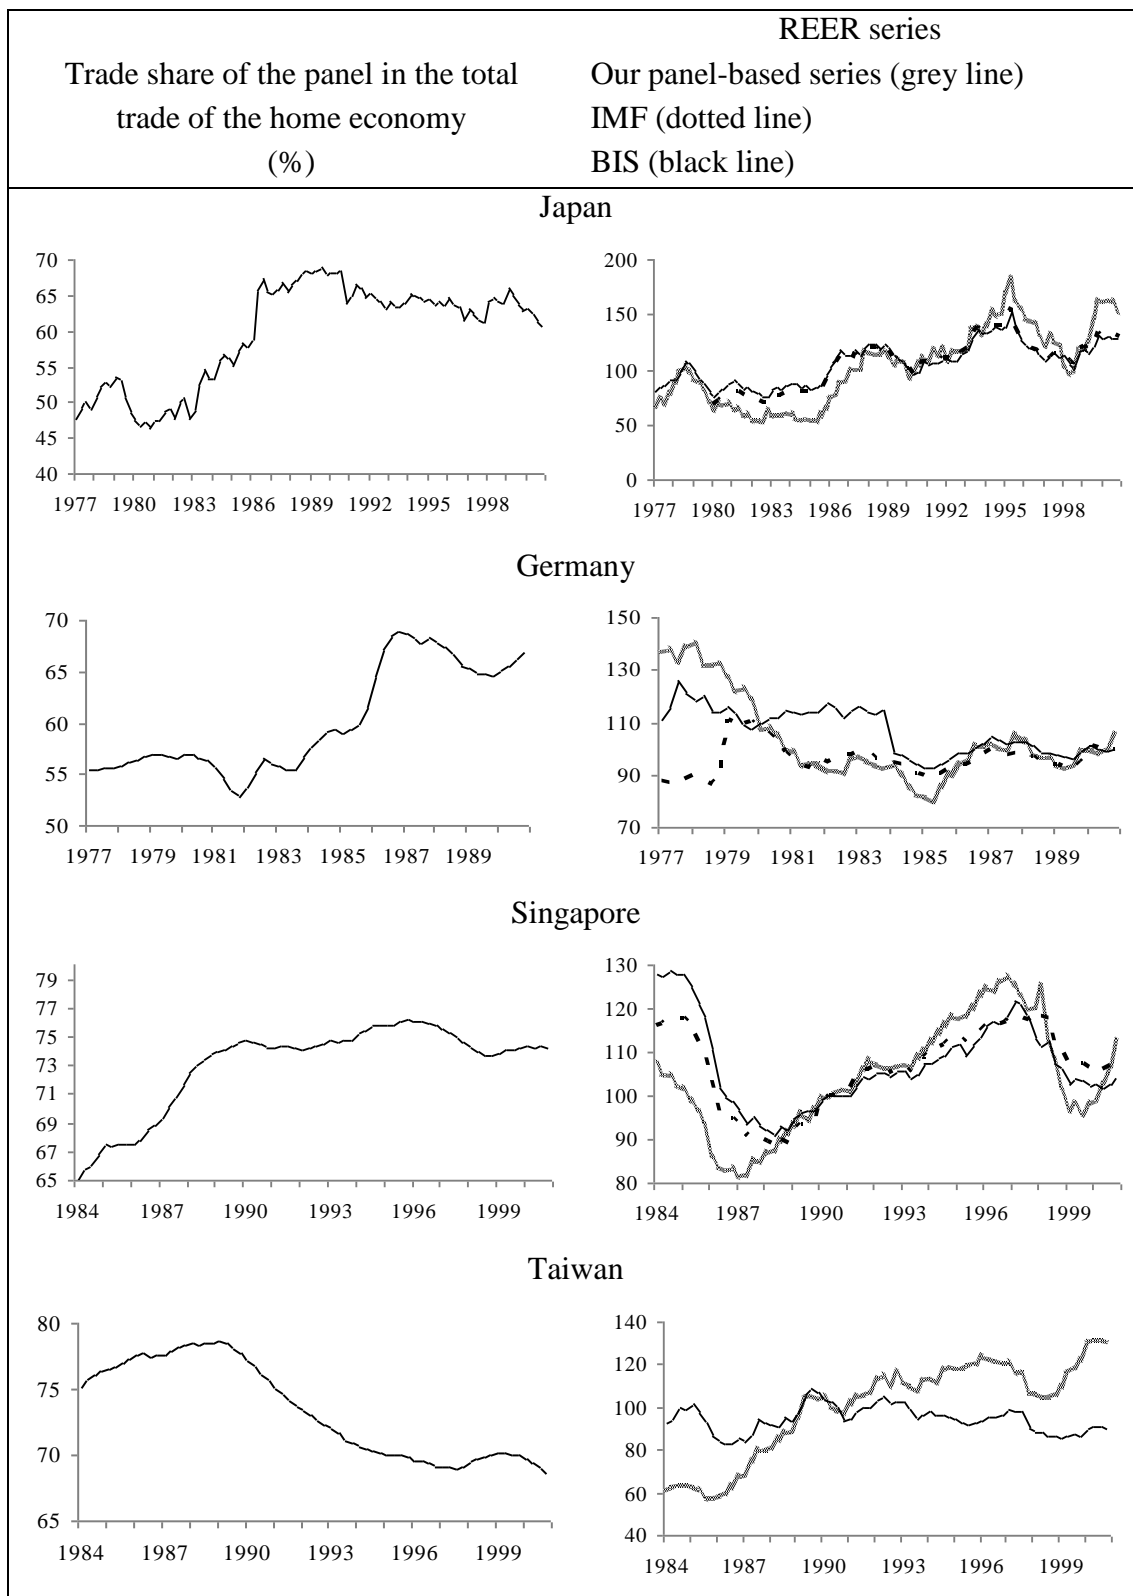 Trade share of the panel in the total
trade of the home economy
(%)
REER series
Our panel-based series (grey line)
IMF (dotted line)
BIS (black line)
Japan
70
65
60
55
50
45
40
1977 1980 1983 1986 1989 1992 1995 1998
200
150
100
50
0
1977 1980 1983 1986 1989 1992 1995 1998
Germany
70
65
60
55
50
1977 1979 1981 1983 1985 1987 1989
150
130
110
90
70
1977 1979 1981 1983 1985 1987 1989
Singapore
79
77
75
73
71
69
67
65
1984 1987 1990 1993 1996 1999
130
120
110
100
90
80
1984 1987 1990 1993 1996 1999
Taiwan
80
75
70
65
1984 1987 1990 1993 1996 1999
140
120
100
80
60
40
1984 1987 1990 1993 1996 1999